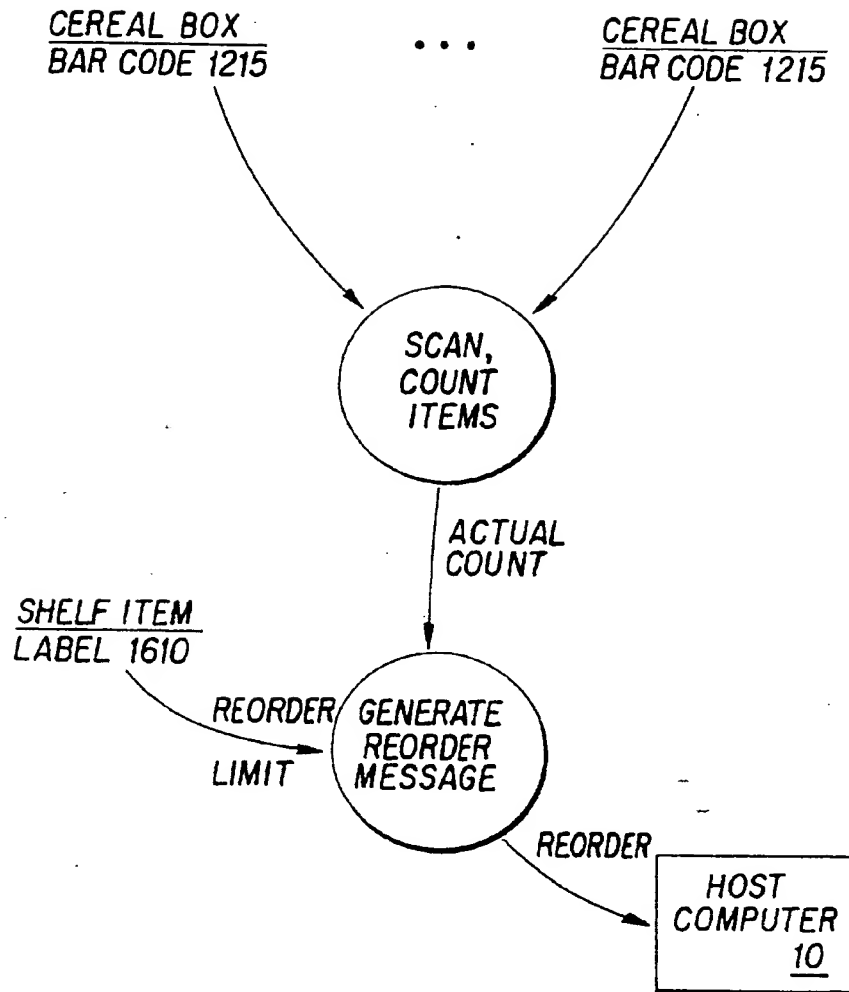 CEREAL BOX
BAR CODE 1215
...
CEREAL BOX
BAR CODE 1215
SCAN,
COUNT
ITEMS
ACTUAL
COUNT
SHELF ITEM
LABEL 1610
REORDER
LIMIT
GENERATE
REORDER
MESSAGE
REORDER
HOST
COMPUTER
10